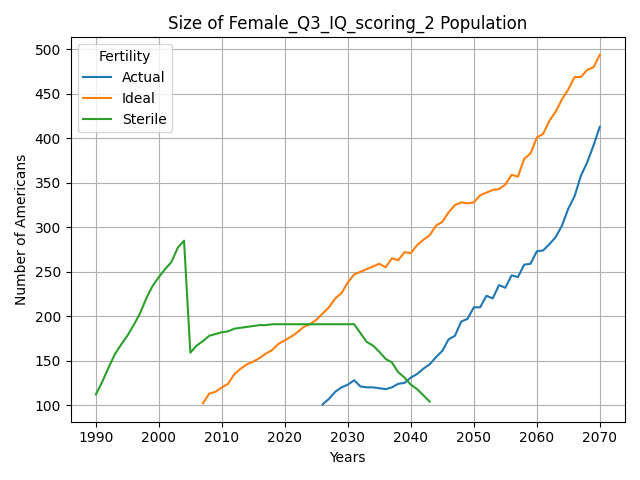 Size of Female_Q3_IQ_scoring_2 Population
Fertility
Actual
Ideal
Sterile
Number of Americans
500
450
400
350
300
250
200
150
100
1990 2000 2010 2020 2030 2040 2050 2060 2070
Years